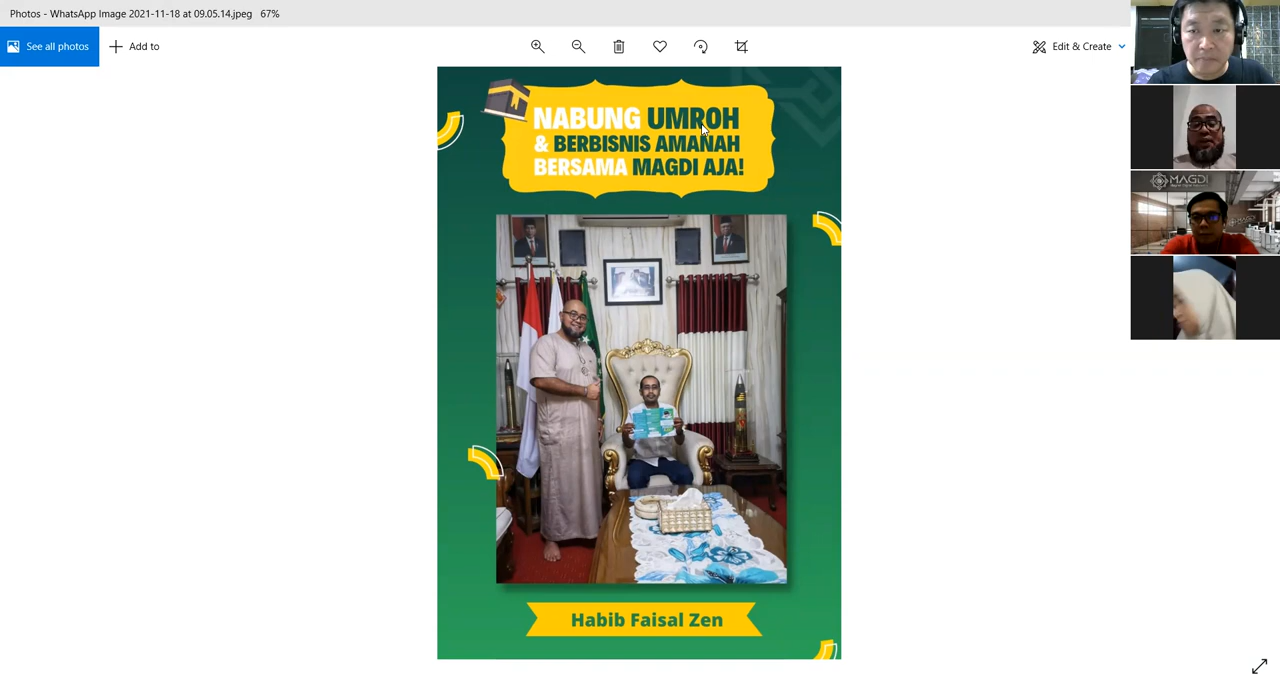 Photos - WhatsApp Image 2021-11-18 at 09.05.14.jpeg 67%
See all photos
Add to
Edit & Create
NABUNG UMROH
& BERBISNIS AMANAH
BERSAMA MAGDI AJA!
Habib Faisal Zen
MAGDI
MAGDI